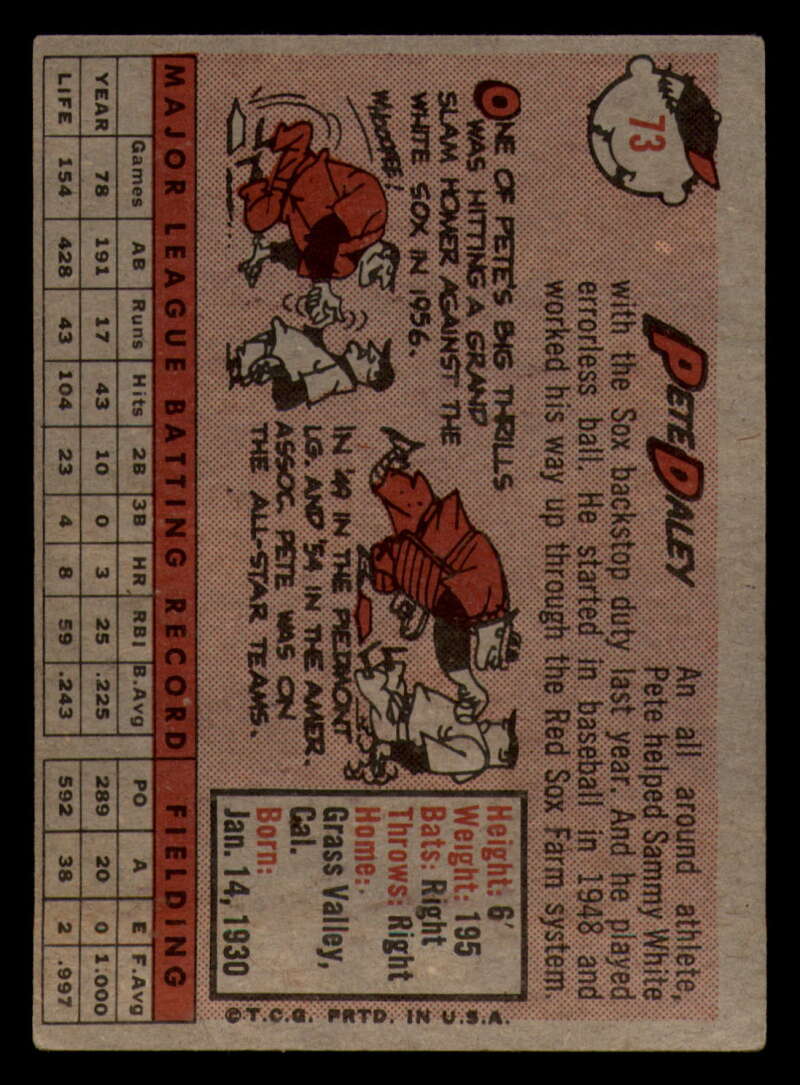 73
PETE DALEY
An all around athlete,
Pete helped Sammy White
with the Sox backstop duty last year. And he played
errorless ball. He started in baseball in 1948 and
worked his way up through the Red Sox Farm system.
ONE OF PETE'S BIG THRILLS
WAS HITTING A GRAND
SLAM HOMER AGAINST THE
WHITE SOX IN 1956.
WHOOPEE!
IN '49 IN THE PIEDMONT
LG. AND '54 IN THE AMER.
ASSOC. PETE WAS ON
THE ALL-STAR TEAMS.
Height: 6'
Weight: 195
Bats: Right
Throws: Right
Home:
Grass Valley,
Cal.
Born:
Jan. 14, 1930
©T.C.G. PRTD. IN U.S.A.
MAJOR LEAGUE BATTING RECORD FIELDING
Games AB Runs Hits 2B 3B HR RBI B.Avg PO A E F.Avg
YEAR 78 191 17 43 10 0 3 25 .225 289 20 0 1.000
LIFE 154 428 43 104 23 4 8 59 .243 592 38 2 .997